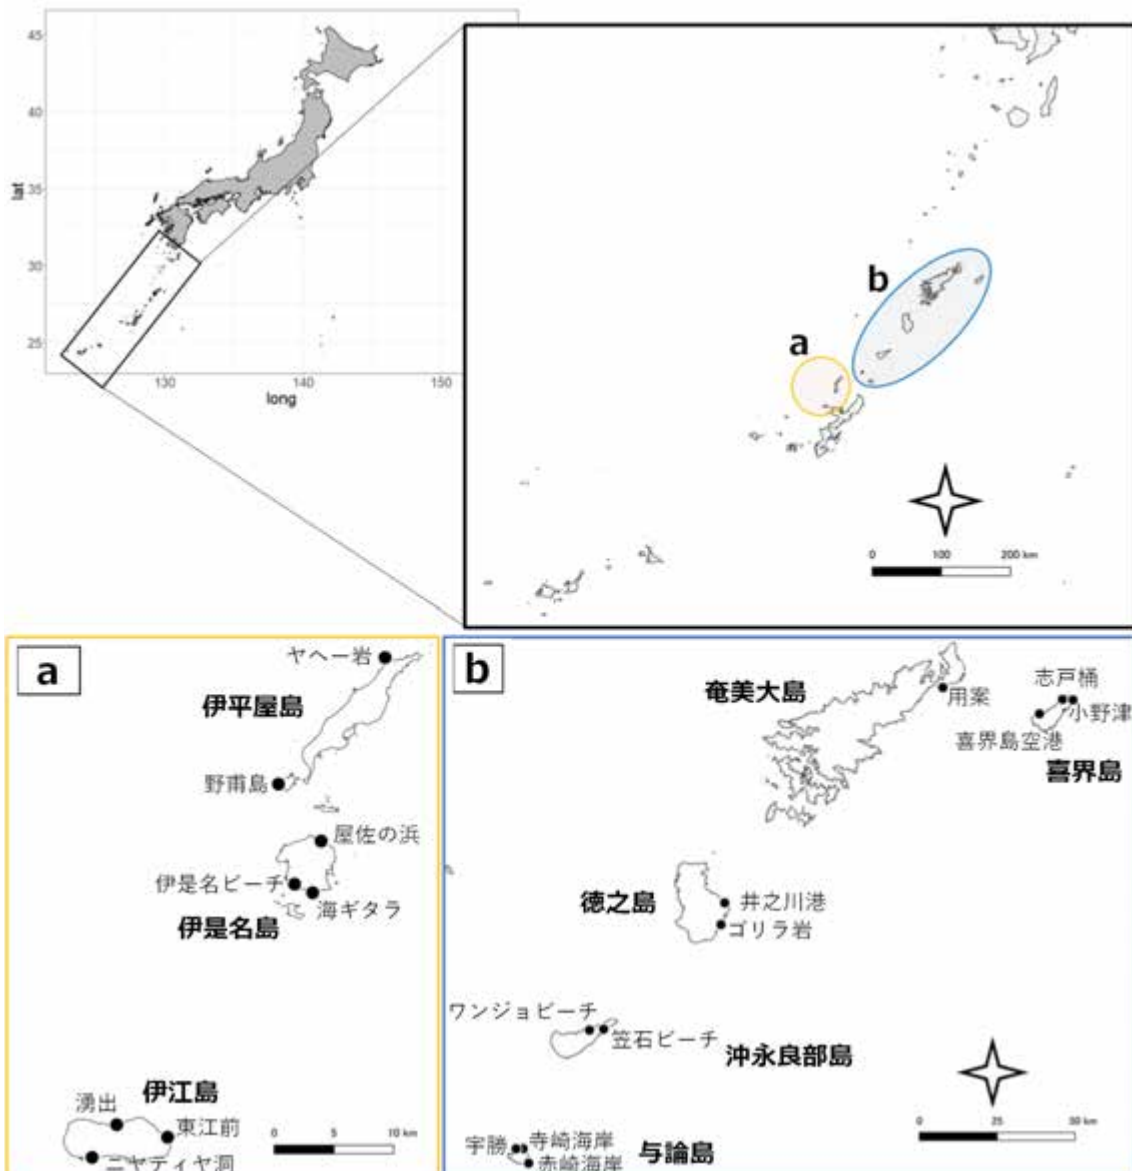 45
40
35
30
25
lat
130
140
150
long
b
a
0 100 200 km
a
ヤヘー岩
伊平屋島
野甫島
屋佐の浜
伊是名ビーチ
海ギタラ
伊是名島
伊江島
湧出
東江前
ニヤティヤ洞
0 5 10 km
b
奄美大島
用案
志戸桶
小野津
喜界島空港
喜界島
徳之島
井之川港
ゴリラ岩
ワンジョビーチ
笠石ビーチ
沖永良部島
宇勝
寺崎海岸
赤崎海岸
与論島
0 25 50 km